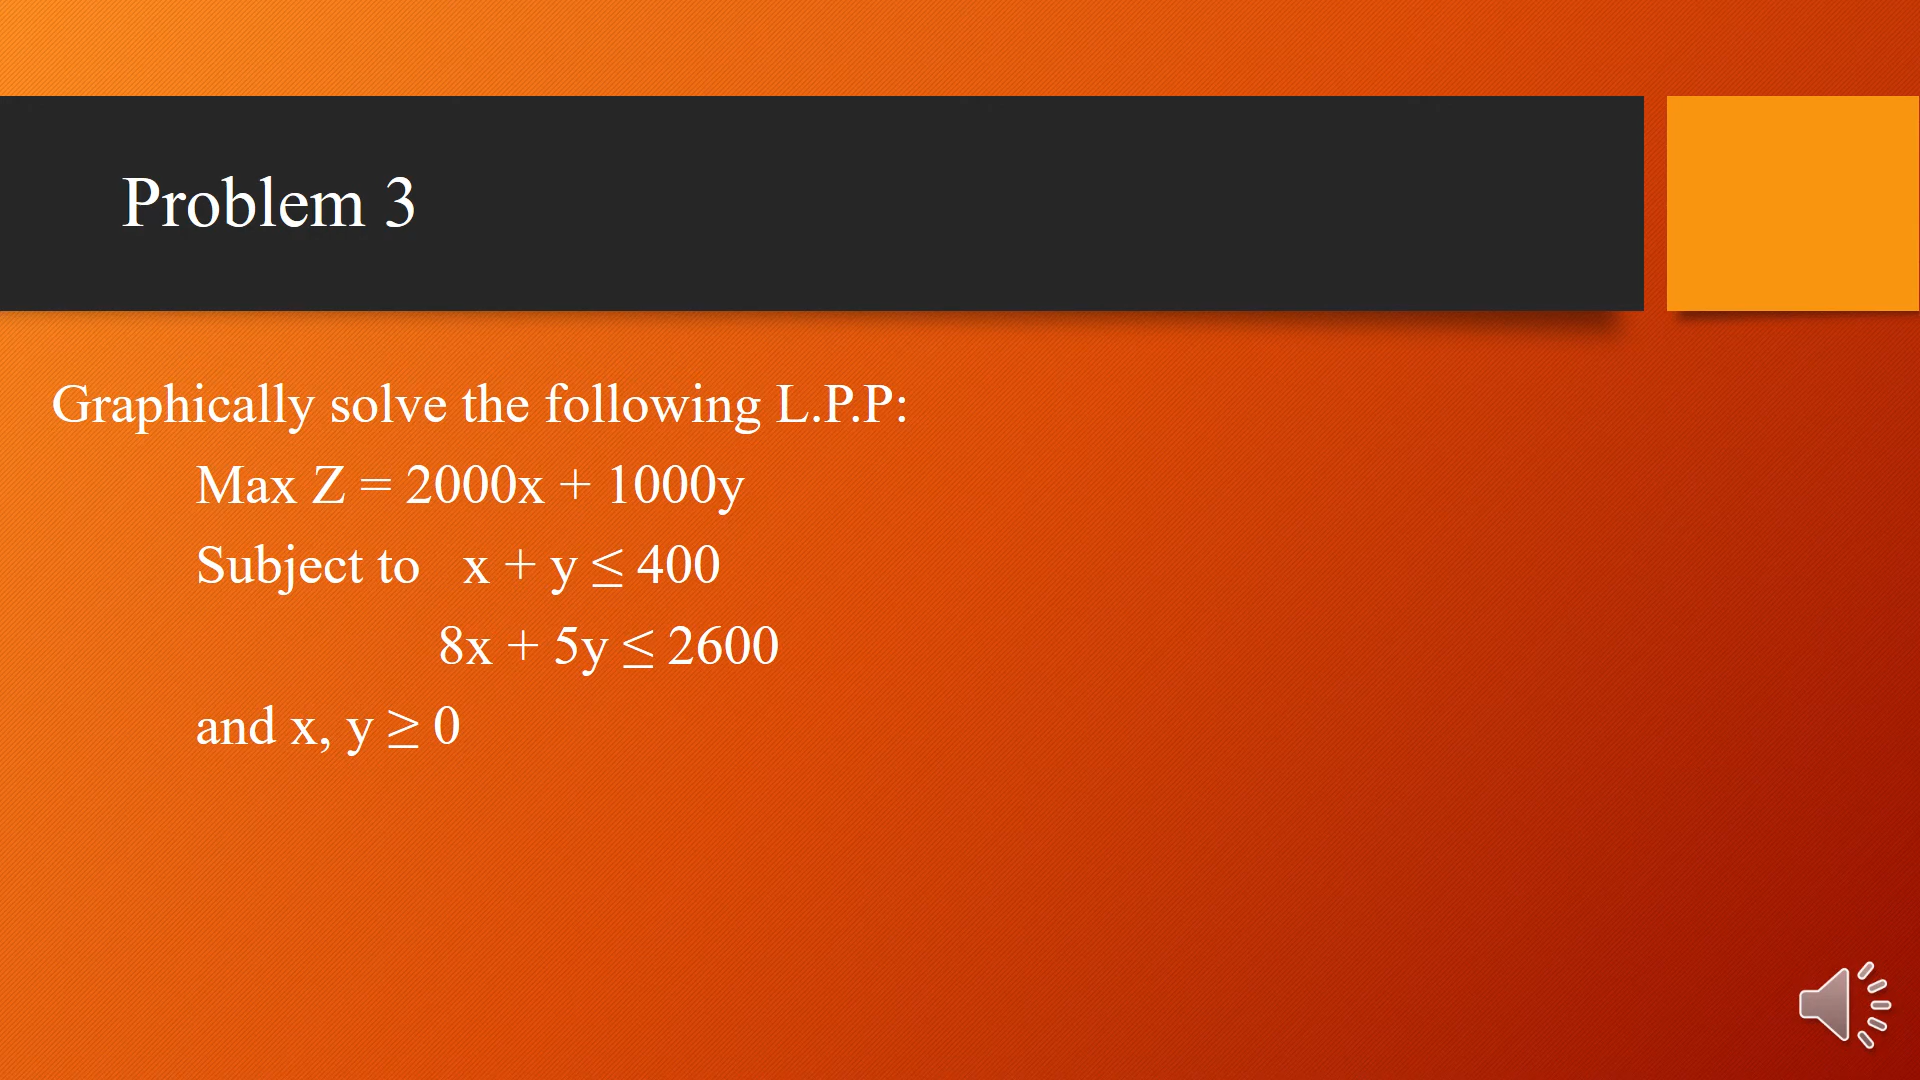 Problem 3
Graphically solve the following L.P.P:
Max Z = 2000x + 1000y
Subject to x + y ≤ 400
8x + 5y ≤ 2600
and x, y ≥ 0